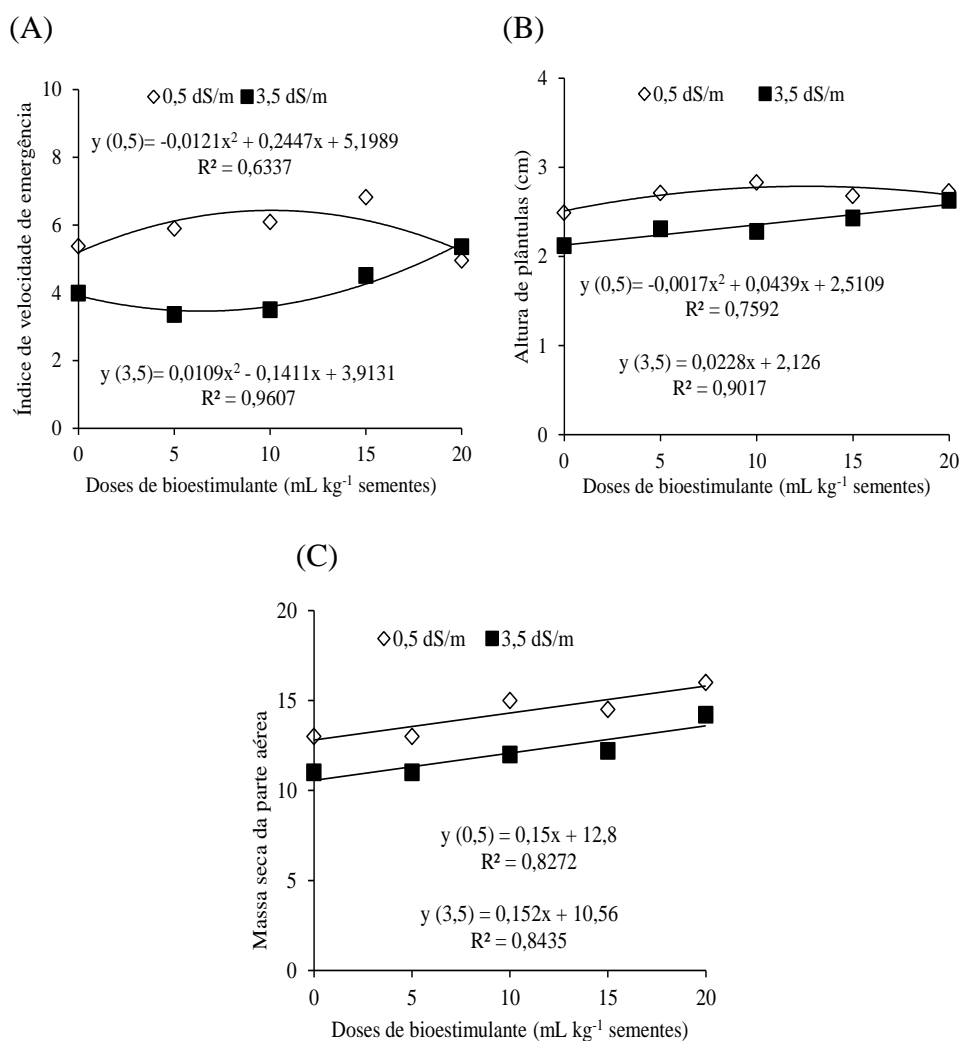 (A)
Índice de velocidade de emergência
10
8
6
4
2
0
0,5 dS/m 3,5 dS/m
y (0,5)= -0,0121x² + 0,2447x + 5,1989
R² = 0,6337
y (3,5)= 0,0109x² - 0,1411x + 3,9131
R² = 0,9607
0 5 10 15 20
Doses de bioestimulante (mL kg⁻¹ sementes)
(B)
Altura de plântulas (cm)
4
3
2
1
0
0,5 dS/m 3,5 dS/m
y (0,5)= -0,0017x² + 0,0439x + 2,5109
R² = 0,7592
y (3,5) = 0,0228x + 2,126
R² = 0,9017
0 5 10 15 20
Doses de bioestimulante (mL kg⁻¹ sementes)
(C)
Massa seca da parte aérea
20
15
10
5
0
0,5 dS/m 3,5 dS/m
y (0,5) = 0,15x + 12,8
R² = 0,8272
y (3,5) = 0,152x + 10,56
R² = 0,8435
0 5 10 15 20
Doses de bioestimulante (mL kg⁻¹ sementes)